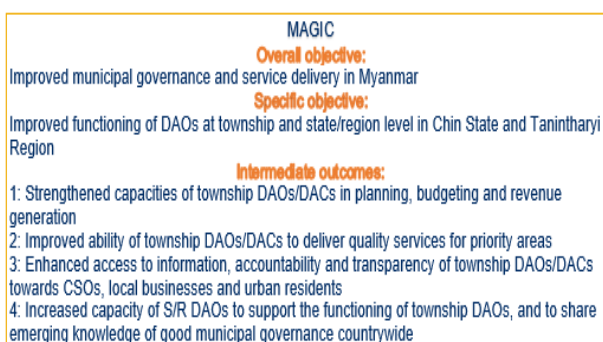 MAGIC
Overall objective:
Improved municipal governance and service delivery in Myanmar
Specific objective:
Improved functioning of DAOs at township and state/region level in Chin State and Tanintharyi
Region
Intermediate outcomes:
1: Strengthened capacities of township DAOs/DACs in planning, budgeting and revenue
generation
2: Improved ability of township DAOs/DACs to deliver quality services for priority areas
3: Enhanced access to information, accountability and transparency of township DAOs/DACs
towards CSOs, local businesses and urban residents
4: Increased capacity of S/R DAOs to support the functioning of township DAOs, and to share
emerging knowledge of good municipal governance countrywide